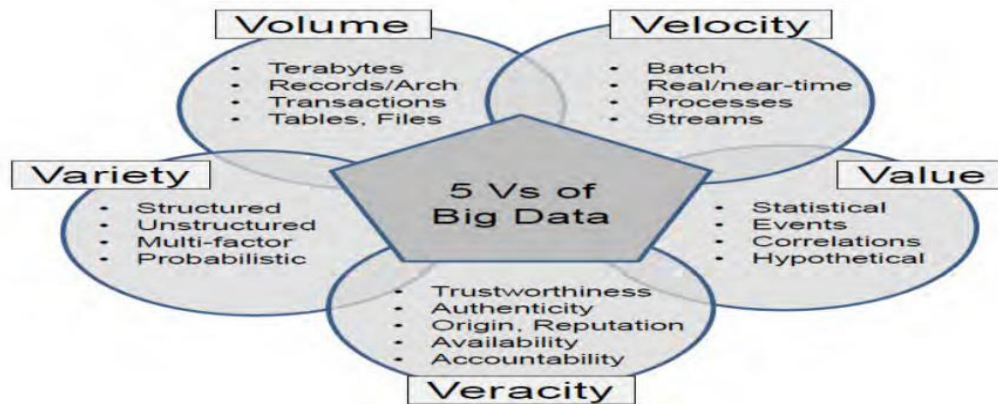 Volume
• Terabytes
• Records/Arch
• Transactions
• Tables, Files
Velocity
• Batch
• Real/near-time
• Processes
• Streams
Variety
• Structured
• Unstructured
• Multi-factor
• Probabilistic
5 Vs of
Big Data
Value
• Statistical
• Events
• Correlations
• Hypothetical
• Trustworthiness
• Authenticity
• Origin, Reputation
• Availability
• Accountability
Veracity